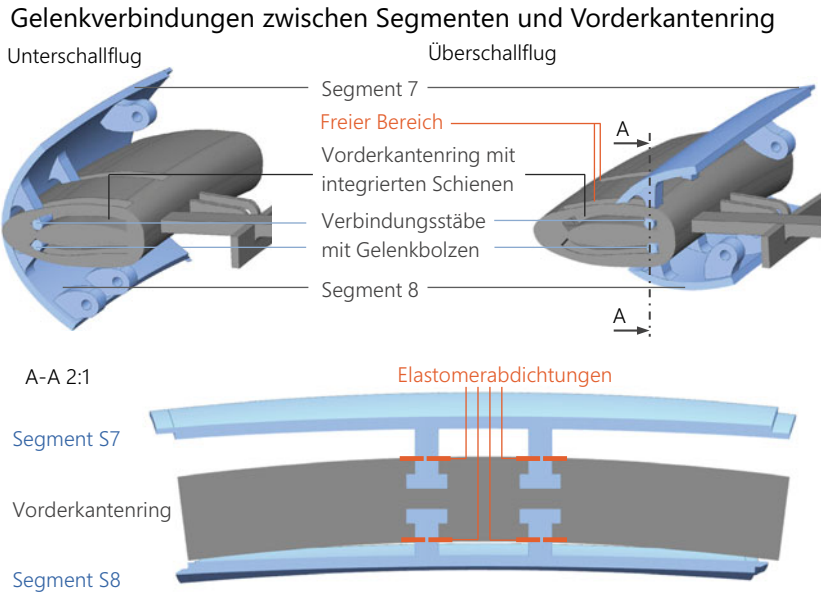 Gelenkverbindungen zwischen Segmenten und Vorderkantenring
Unterschallflug
Überschallflug
Segment 7
Freier Bereich
A
Vorderkantenring mit
integrierten Schienen
Verbindungsstäbe
mit Gelenkbolzen
Segment 8
A
A-A 2:1
Elastomerabdichtungen
Segment S7
Vorderkantenring
Segment S8